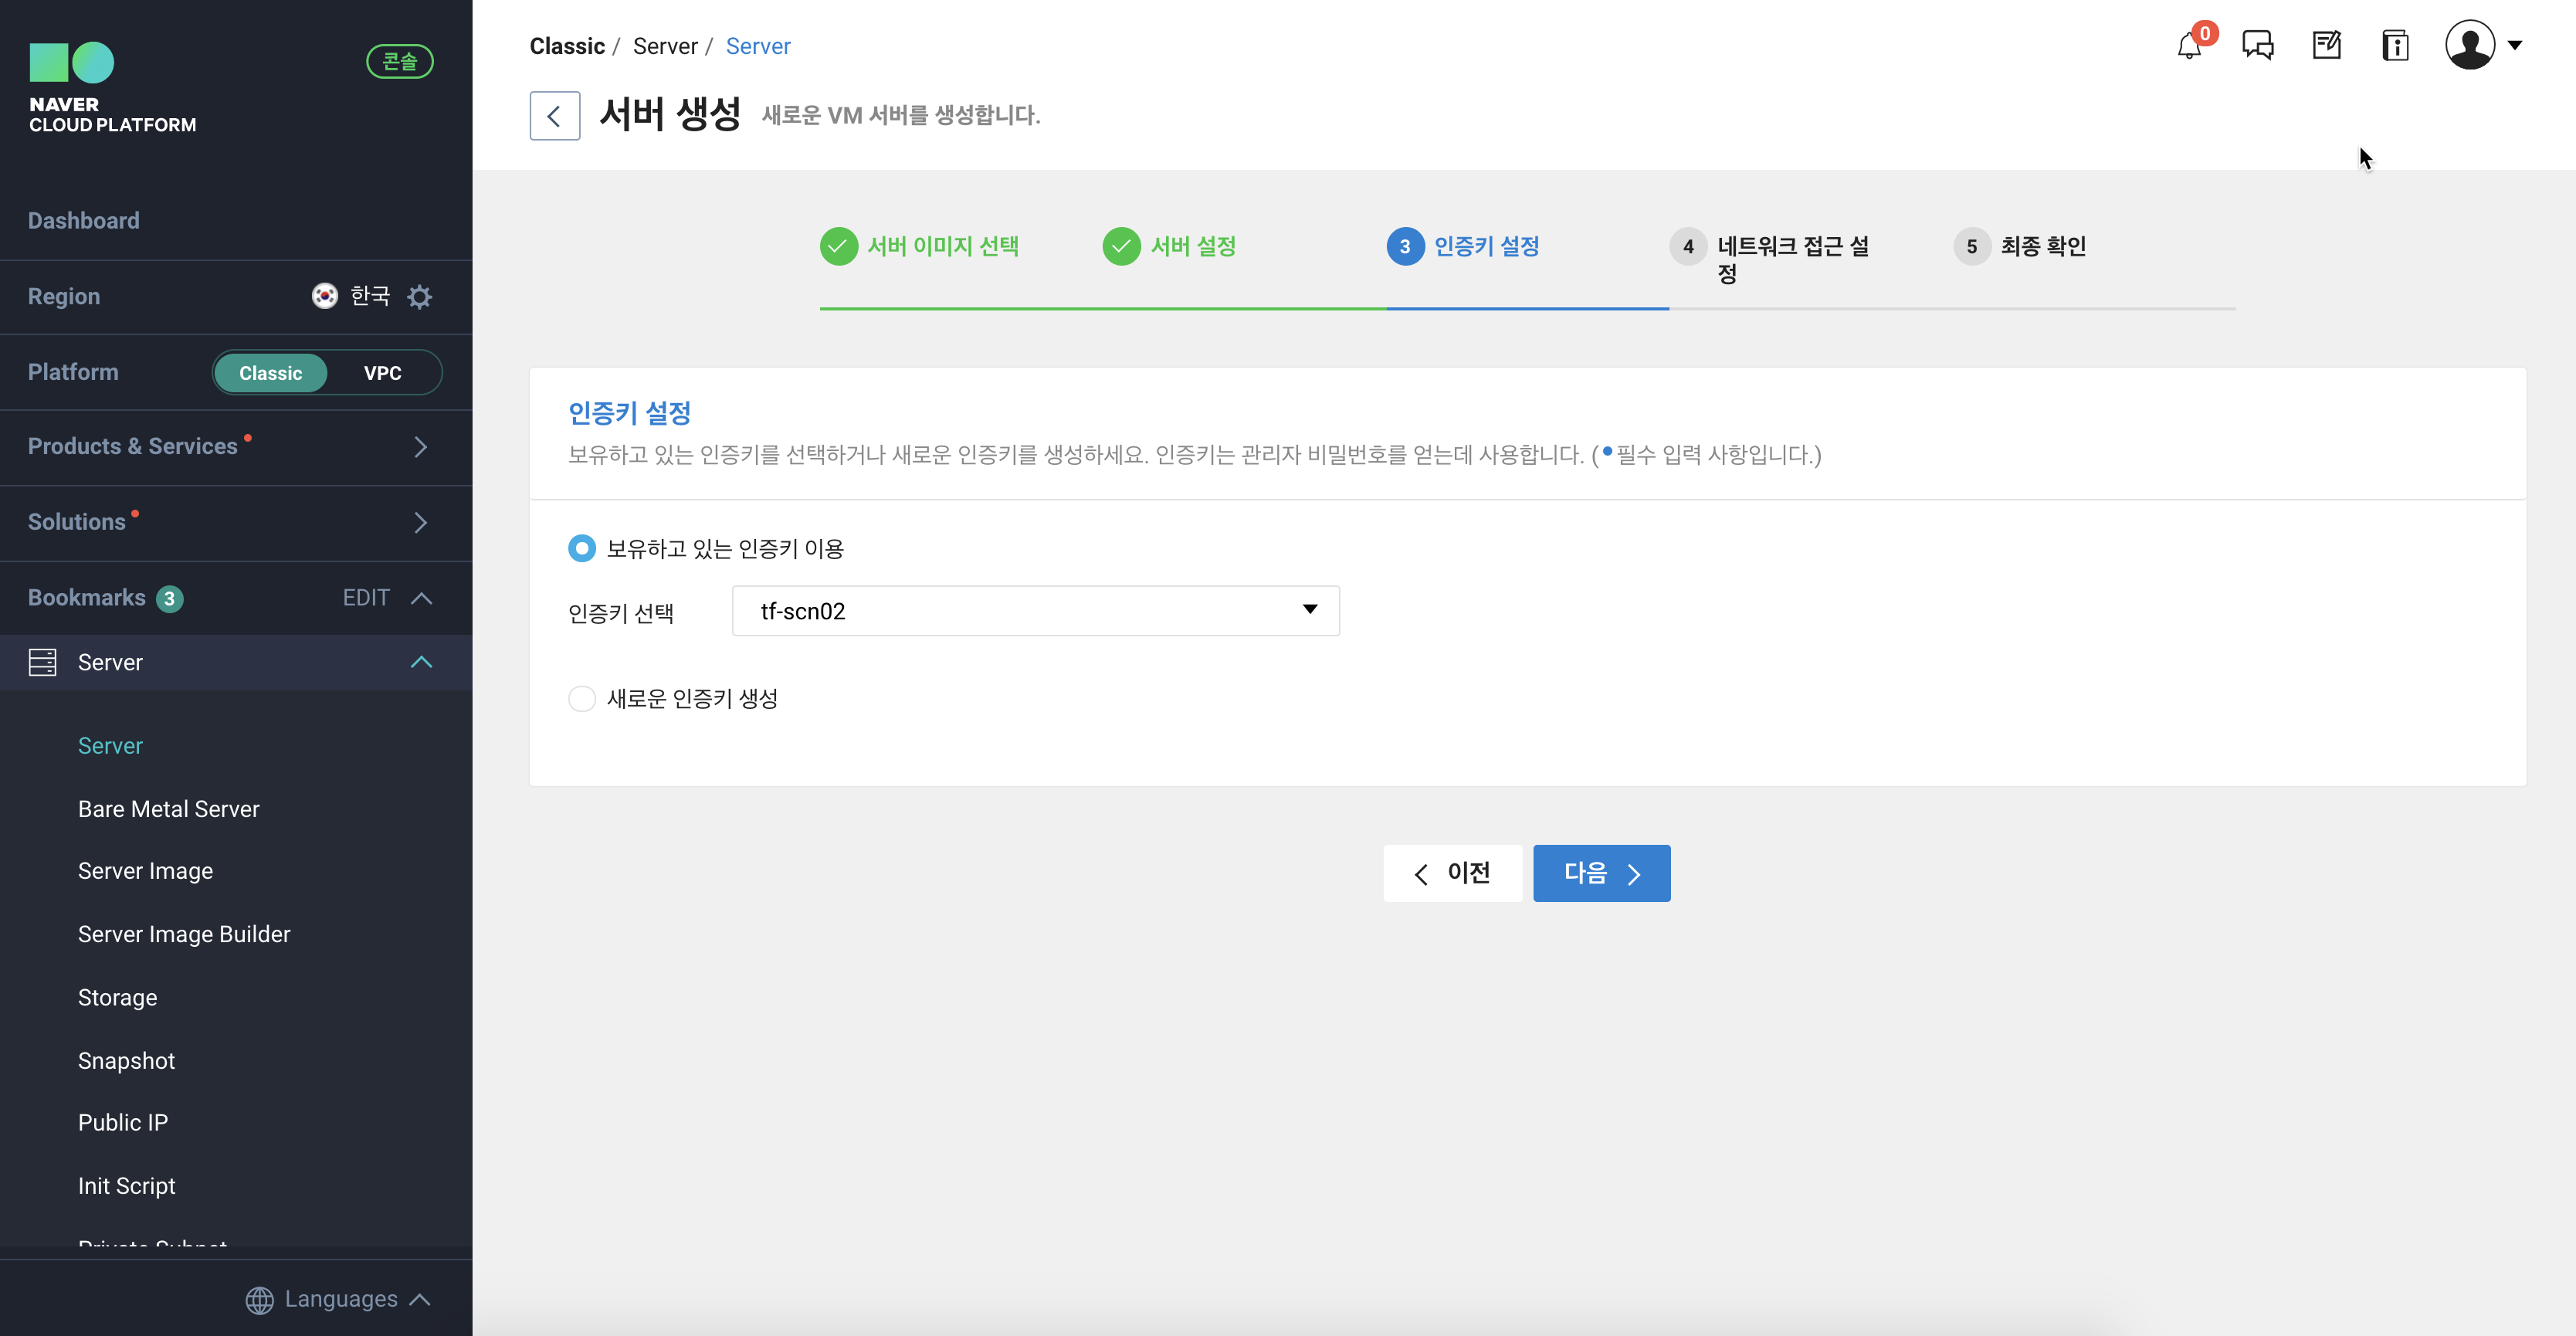 NAVER
CLOUD PLATFORM
콘솔
Dashboard
Region 한국
Platform Classic VPC
Products & Services
Solutions
Bookmarks 3 EDIT
Server
Server
Bare Metal Server
Server Image
Server Image Builder
Storage
Snapshot
Public IP
Init Script
Private Subnet
Languages
Classic / Server / Server
0
서버 생성 새로운 VM 서버를 생성합니다.
서버 이미지 선택
서버 설정
3 인증키 설정
4 네트워크 접근 설
정
5 최종 확인
인증키 설정
보유하고 있는 인증키를 선택하거나 새로운 인증키를 생성하세요. 인증키는 관리자 비밀번호를 얻는데 사용합니다. (•필수 입력 사항입니다.)
보유하고 있는 인증키 이용
인증키 선택 tf-scn02
새로운 인증키 생성
이전 다음